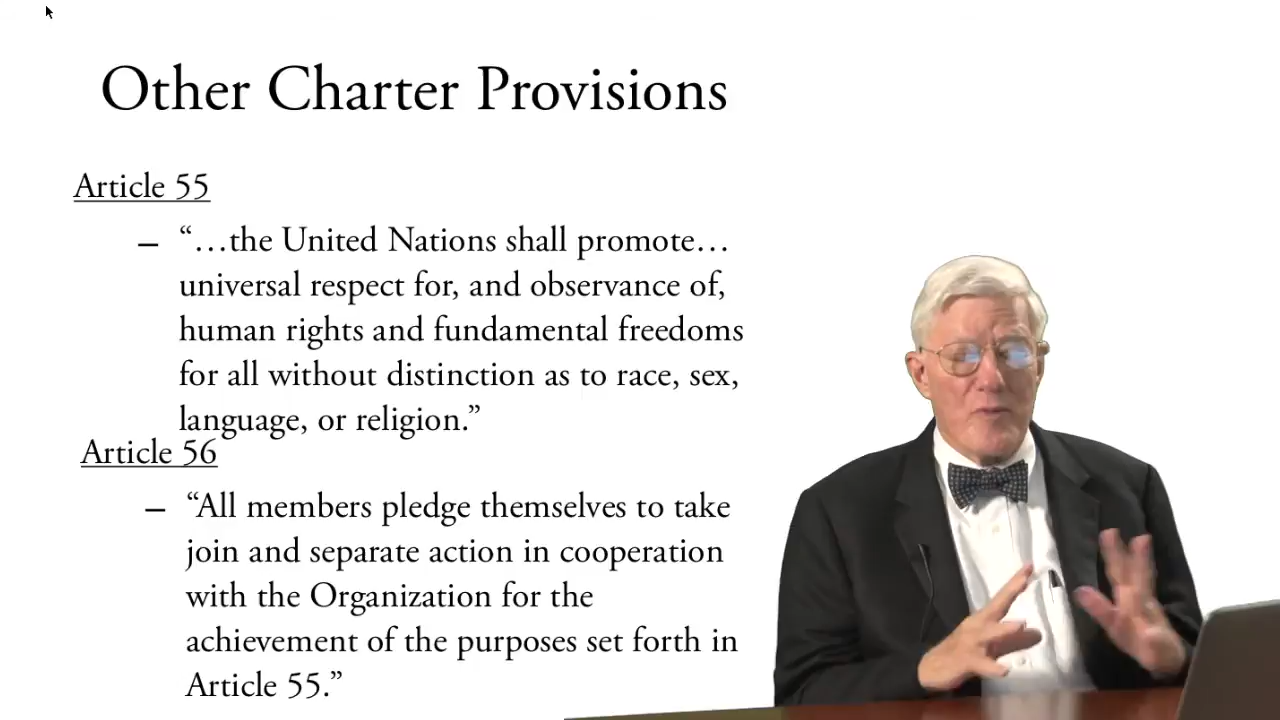 Other Charter Provisions
Article 55
– “…the United Nations shall promote…
universal respect for, and observance of,
human rights and fundamental freedoms
for all without distinction as to race, sex,
language, or religion.”
Article 56
– “All members pledge themselves to take
join and separate action in cooperation
with the Organization for the
achievement of the purposes set forth in
Article 55.”